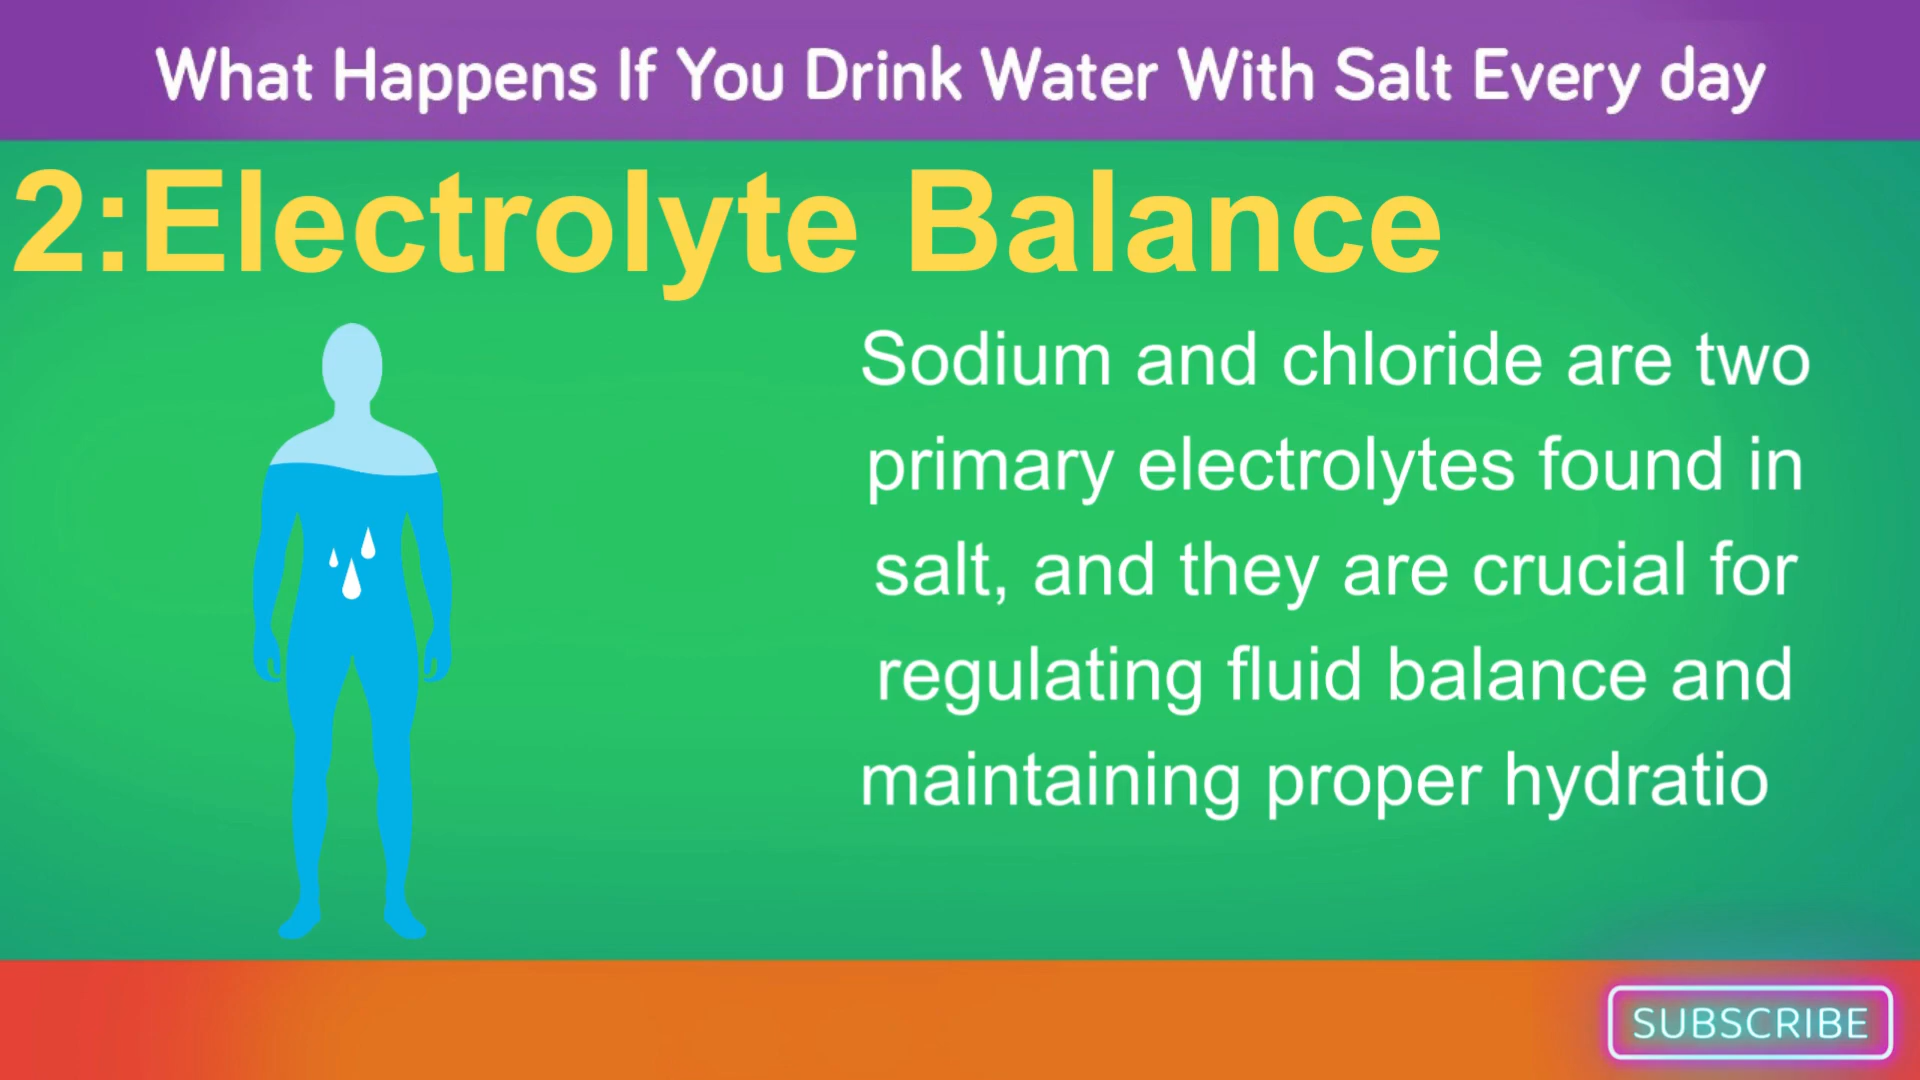 What Happens If You Drink Water With Salt Every day
2:Electrolyte Balance
Sodium and chloride are two
primary electrolytes found in
salt, and they are crucial for
regulating fluid balance and
maintaining proper hydratio
SUBSCRIBE